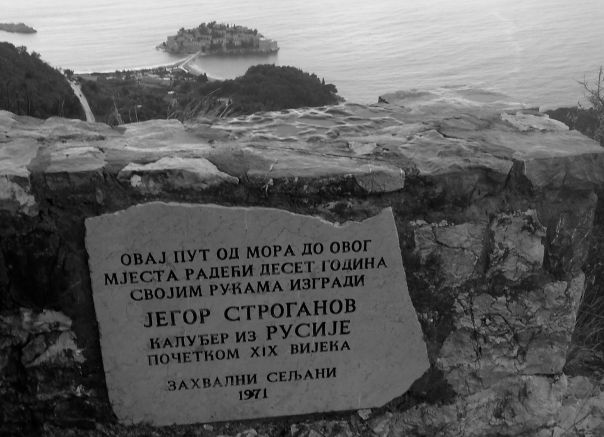 ОВАЈ ПУТ ОД МОРА ДО ОВОГ
МЈЕСТА РАДЕЋИ ДЕСЕТ ГОДИНА
СВОЈИМ РУКАМА ИЗГРАДИ
ЈЕГОР СТРОГАНОВ
КАЛУЂЕР ИЗ РУСИЈЕ
ПОЧЕТКОМ XIX ВИЈЕКА
ЗАХВАЛНИ СЕЉАНИ
1971